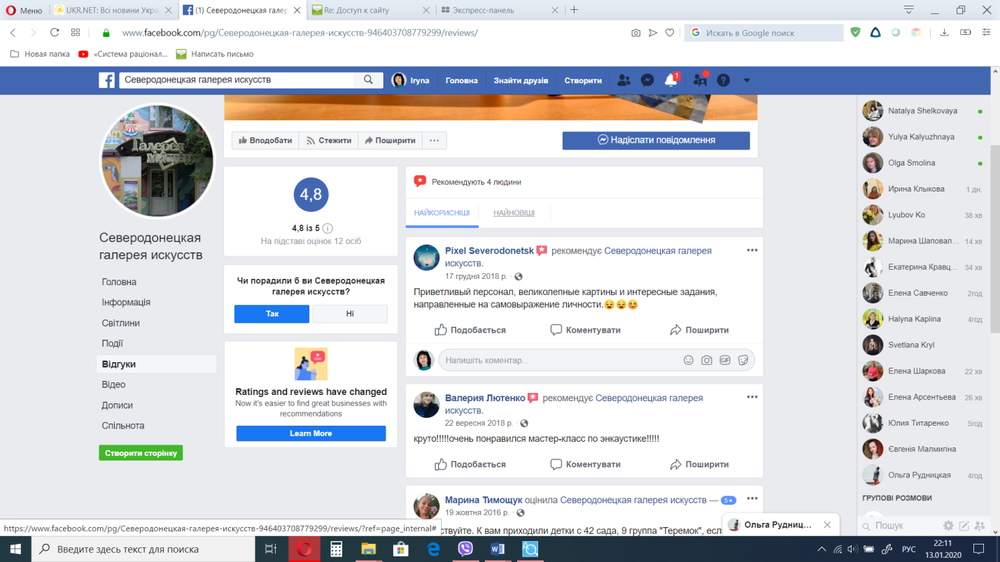 Меню
UKR.NET: Всі новини Укра
(1) Северодонецкая галер
Re: Доступ к сайту
Экспресс-панель
www.facebook.com/pg/Северодонецкая-галерея-искусств-946403708779299/reviews/
Искать в Google поиск
Новая папка
«Система раціонал...
Написать письмо
Северодонецкая галерея искусств
Iryna
Головна
Знайти друзів
Створити
1
Галерея
Северодонецкая
галерея искусств
Головна
Інформація
Світлини
Події
Відгуки
Відео
Дописи
Спільнота
Створити сторінку
Вподобати
Стежити
Поширити
Надіслати повідомлення
4,8
4,8 із 5
На підставі оцінок 12 осіб
Чи порадили б ви Северодонецкая
галерея искусств?
Так
Ні
Ratings and reviews have changed
Now it's easier to find great businesses with
recommendations
Learn More
Рекомендують 4 людини
НАЙКОРИСНІШІ
НАЙНОВІШІ
Pixel Severodonetsk рекомендує Северодонецкая галерея
искусств.
17 грудня 2018 р.
Приветливый персонал, великолепные картины и интересные задания,
направленные на самовыражение личности.😌😌☺
Подобається
Коментувати
Поширити
Напишіть коментар...
GIF
Валерия Лютенко рекомендує Северодонецкая галерея
искусств.
22 вересня 2018 р.
круто!!!!!очень понравился мастер-класс по энкаустике!!!!!
Подобається
Коментувати
Поширити
Марина Тимощук оцінила Северодонецкая галерея искусств — 5★
19 жовтня 2016 р.
ствуйте. К вам приходили детки с 42 сада, 9 группа "Теремок", есл
Natalya Shelkovaya
Yulya Kalyuzhnaya
Olga Smolina
Ирина Клыкова 1 дн.
Lyubov Ko 38 хв
Марина Шаповал... 14 хв
Екатерина Кравц... 34 хв
Елена Савченко 2год
Halyna Kaplina 4год
Svetlana Kryl
Елена Шаркова 22 хв
Елена Арсентьева 26 хв
Юлия Титаренко 5год
Євгенія Малмигіна
Ольга Рудницкая 4год
ГРУПОВІ РОЗМОВИ
Пошук
Ольга Рудниц...
https://www.facebook.com/pg/Северодонецкая-галерея-искусств-946403708779299/reviews/?ref=page_internal#
Введите здесь текст для поиска
РУС
22:11
13.01.2020